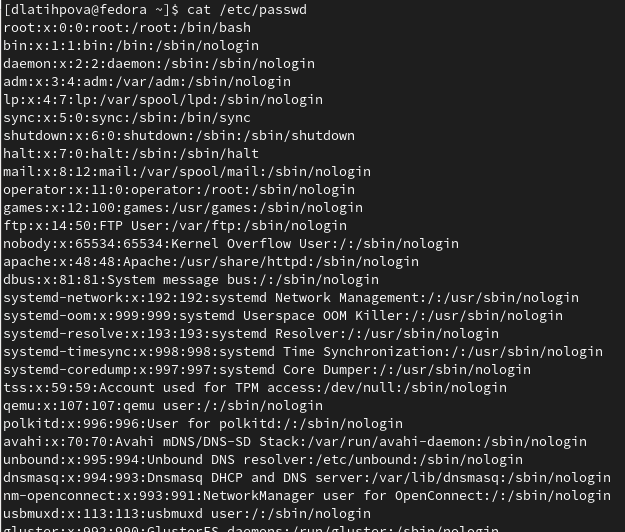 [dlatihpova@fedora ~]$ cat /etc/passwd
root:x:0:0:root:/root:/bin/bash
bin:x:1:1:bin:/bin:/sbin/nologin
daemon:x:2:2:daemon:/sbin:/sbin/nologin
adm:x:3:4:adm:/var/adm:/sbin/nologin
lp:x:4:7:lp:/var/spool/lpd:/sbin/nologin
sync:x:5:0:sync:/sbin:/bin/sync
shutdown:x:6:0:shutdown:/sbin:/sbin/shutdown
halt:x:7:0:halt:/sbin:/sbin/halt
mail:x:8:12:mail:/var/spool/mail:/sbin/nologin
operator:x:11:0:operator:/root:/sbin/nologin
games:x:12:100:games:/usr/games:/sbin/nologin
ftp:x:14:50:FTP User:/var/ftp:/sbin/nologin
nobody:x:65534:65534:Kernel Overflow User:/:/sbin/nologin
apache:x:48:48:Apache:/usr/share/httpd:/sbin/nologin
dbus:x:81:81:System message bus:/:/sbin/nologin
systemd-network:x:192:192:systemd Network Management:/:/usr/sbin/nologin
systemd-oom:x:999:999:systemd Userspace OOM Killer:/:/usr/sbin/nologin
systemd-resolve:x:193:193:systemd Resolver:/:/usr/sbin/nologin
systemd-timesync:x:998:998:systemd Time Synchronization:/:/usr/sbin/nologin
systemd-coredump:x:997:997:systemd Core Dumper:/:/usr/sbin/nologin
tss:x:59:59:Account used for TPM access:/dev/null:/sbin/nologin
qemu:x:107:107:qemu user:/:/sbin/nologin
polkitd:x:996:996:User for polkitd:/:/sbin/nologin
avahi:x:70:70:Avahi mDNS/DNS-SD Stack:/var/run/avahi-daemon:/sbin/nologin
unbound:x:995:994:Unbound DNS resolver:/etc/unbound:/sbin/nologin
dnsmasq:x:994:993:Dnsmasq DHCP and DNS server:/var/lib/dnsmasq:/sbin/nologin
nm-openconnect:x:993:991:NetworkManager user for OpenConnect:/:/sbin/nologin
usbmuxd:x:113:113:usbmuxd user:/:/sbin/nologin
gluster:x:992:990:GlusterFS daemons:/run/gluster:/sbin/nologin